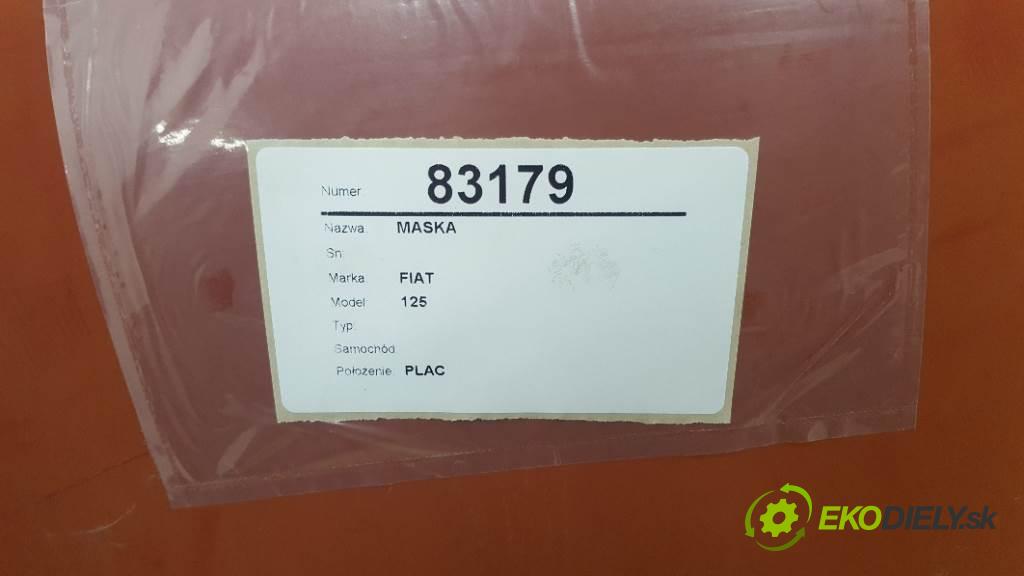 Numer: 83179
Nazwa: MASKA
Sn:
Marka: FIAT
Model: 125
Typ:
Samochód:
Położenie: PLAC
EKODIELY.sk